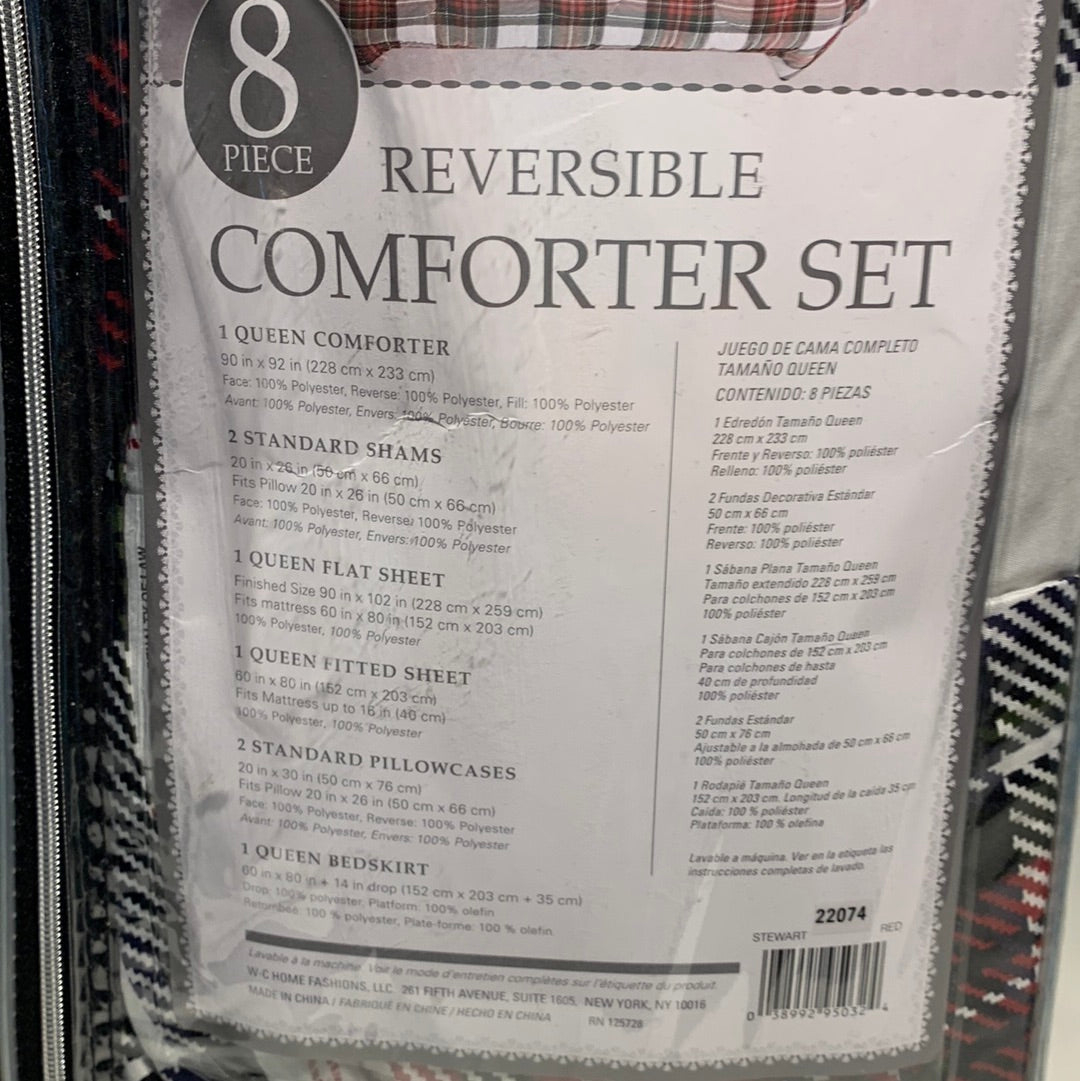 8
PIECE
REVERSIBLE
COMFORTER SET
1 QUEEN COMFORTER
90 in x 92 in (228 cm x 233 cm)
Face: 100% Polyester, Reverse: 100% Polyester, Fill: 100% Polyester
Avant: 100% Polyester, Envers: 100% Polyester, Bourre: 100% Polyester
2 STANDARD SHAMS
20 in x 26 in (50 cm x 66 cm)
Fits Pillow 20 in x 26 in (50 cm x 66 cm)
Face: 100% Polyester, Reverse: 100% Polyester
Avant: 100% Polyester, Envers: 100% Polyester
1 QUEEN FLAT SHEET
Finished Size 90 in x 102 in (228 cm x 259 cm)
Fits mattress 60 in x 80 in (152 cm x 203 cm)
100% Polyester, 100% Polyester
1 QUEEN FITTED SHEET
60 in x 80 in (152 cm x 203 cm)
Fits Mattress up to 16 in (40 cm)
100% Polyester, 100% Polyester
2 STANDARD PILLOWCASES
20 in x 30 in (50 cm x 76 cm)
Fits Pillow 20 in x 26 in (50 cm x 66 cm)
Face: 100% Polyester, Reverse: 100% Polyester
Avant: 100% Polyester, Envers: 100% Polyester
1 QUEEN BEDSKIRT
60 in x 80 in + 14 in drop (152 cm x 203 cm + 35 cm)
Drop: 100% polyester, Platform: 100% olefin
Retombée: 100 % polyester, Plate-forme: 100 % olefin
JUEGO DE CAMA COMPLETO
TAMAÑO QUEEN
CONTENIDO: 8 PIEZAS
1 Edredón Tamaño Queen
228 cm x 233 cm
Frente y Reverso: 100% poliéster
Relleno: 100% poliéster
2 Fundas Decorativa Estándar
50 cm x 66 cm
Frente: 100% poliéster
Reverso: 100% poliéster
1 Sábana Plana Tamaño Queen
Tamaño extendido 228 cm x 259 cm
Para colchones de 152 cm x 203 cm
100% poliéster
1 Sábana Cajón Tamaño Queen
Para colchones de 152 cm x 203 cm
Para colchones de hasta
40 cm de profundidad
100% poliéster
2 Fundas Estándar
50 cm x 76 cm
Ajustable a la almohada de 50 cm x 66 cm
100% poliéster
1 Rodapié Tamaño Queen
152 cm x 203 cm. Longitud de la caída 35 cm
Caída: 100 % poliéster
Plataforma: 100 % olefina
Lavable a máquina. Ver en la etiqueta las
instrucciones completas de lavado.
22074
STEWART RED
0 38992 95032 4
Lavable à la machine. Voir le mode d'entretien complètes sur l'étiquette du produit.
W-C HOME FASHIONS, LLC 261 FIFTH AVENUE, SUITE 1605, NEW YORK, NY 10016
MADE IN CHINA / FABRIQUÉ EN CHINE / HECHO EN CHINA RN 125728